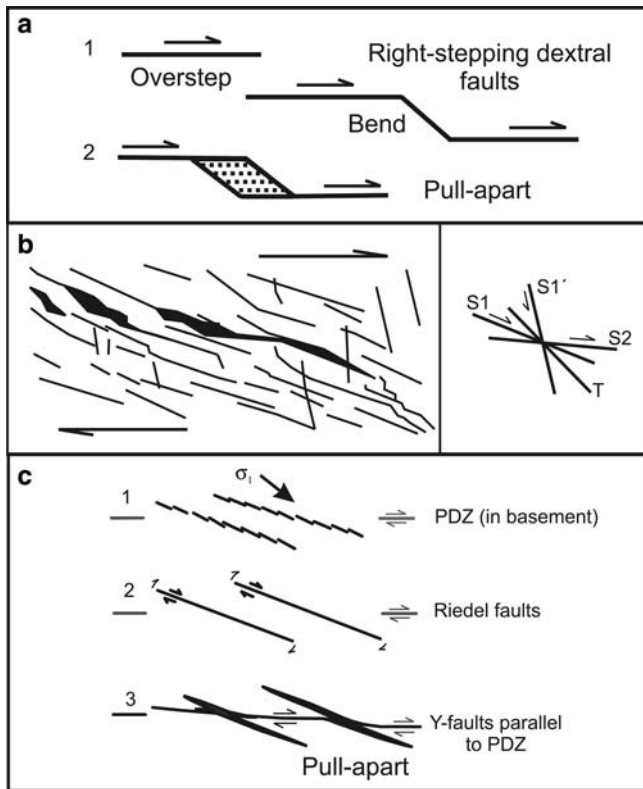 a
1
Overstep
Right-stepping dextral
faults
Bend
2
Pull-apart
b
S1
S1´
S2
T
c
1
σ₁
PDZ (in basement)
2
Riedel faults
3
Y-faults parallel
to PDZ
Pull-apart